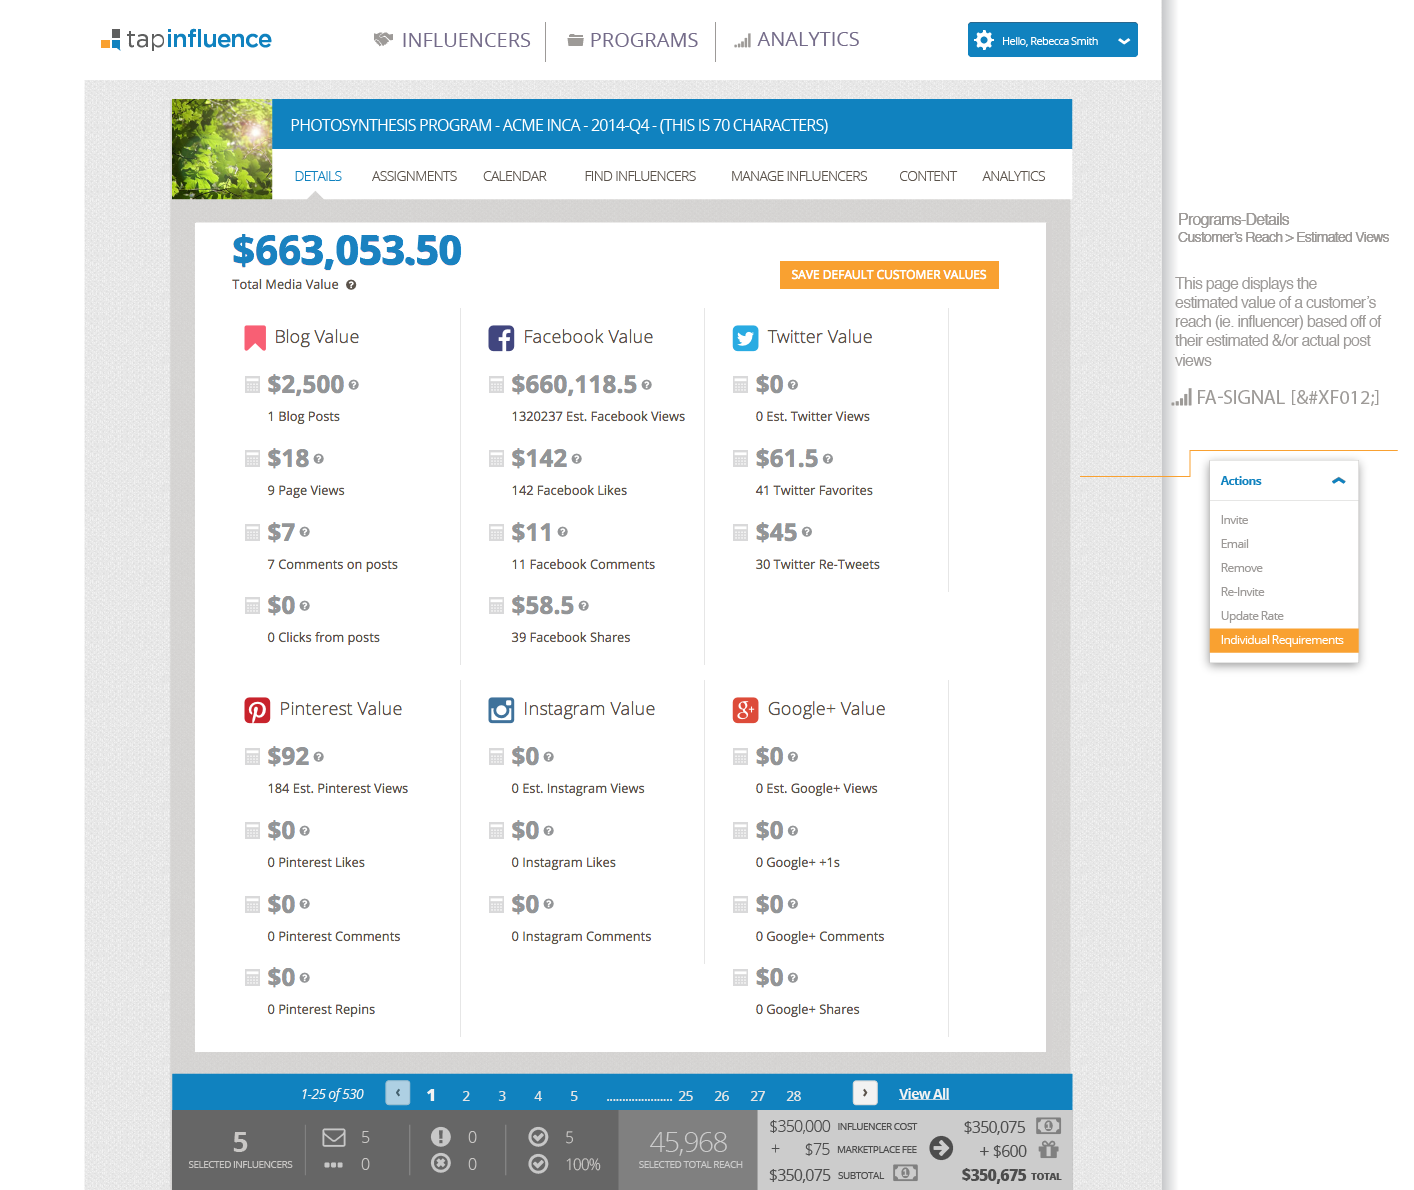 tapinfluence
INFLUENCERS
PROGRAMS
ANALYTICS
Hello, Rebecca Smith
PHOTOSYNTHESIS PROGRAM - ACME INCA - 2014-Q4 - (THIS IS 70 CHARACTERS)
DETAILS
ASSIGNMENTS
CALENDAR
FIND INFLUENCERS
MANAGE INFLUENCERS
CONTENT
ANALYTICS
$663,053.50
Total Media Value ?
SAVE DEFAULT CUSTOMER VALUES
Blog Value
$2,500 ?
1 Blog Posts
$18 ?
9 Page Views
$7 ?
7 Comments on posts
$0 ?
0 Clicks from posts
Facebook Value
$660,118.5 ?
1320237 Est. Facebook Views
$142 ?
142 Facebook Likes
$11 ?
11 Facebook Comments
$58.5 ?
39 Facebook Shares
Twitter Value
$0 ?
0 Est. Twitter Views
$61.5 ?
41 Twitter Favorites
$45 ?
30 Twitter Re-Tweets
Pinterest Value
$92 ?
184 Est. Pinterest Views
$0 ?
0 Pinterest Likes
$0 ?
0 Pinterest Comments
$0 ?
0 Pinterest Repins
Instagram Value
$0 ?
0 Est. Instagram Views
$0 ?
0 Instagram Likes
$0 ?
0 Instagram Comments
Google+ Value
$0 ?
0 Est. Google+ Views
$0 ?
0 Google+ +1s
$0 ?
0 Google+ Comments
$0 ?
0 Google+ Shares
1-25 of 530 ‹ 1 2 3 4 5 ..................... 25 26 27 28 › View All
5
SELECTED INFLUENCERS
5
0
0
0
5
100%
45,968
SELECTED TOTAL REACH
$350,000 INFLUENCER COST
+ $75 MARKETPLACE FEE
$350,075 SUBTOTAL
$350,075
+ $600
$350,675 TOTAL
Programs-Details
Customer's Reach > Estimated Views
This page displays the
estimated value of a customer's
reach (ie. influencer) based off of
their estimated &/or actual post
views
FA-SIGNAL [&#XF012;]
Actions
Invite
Email
Remove
Re-Invite
Update Rate
Individual Requirements